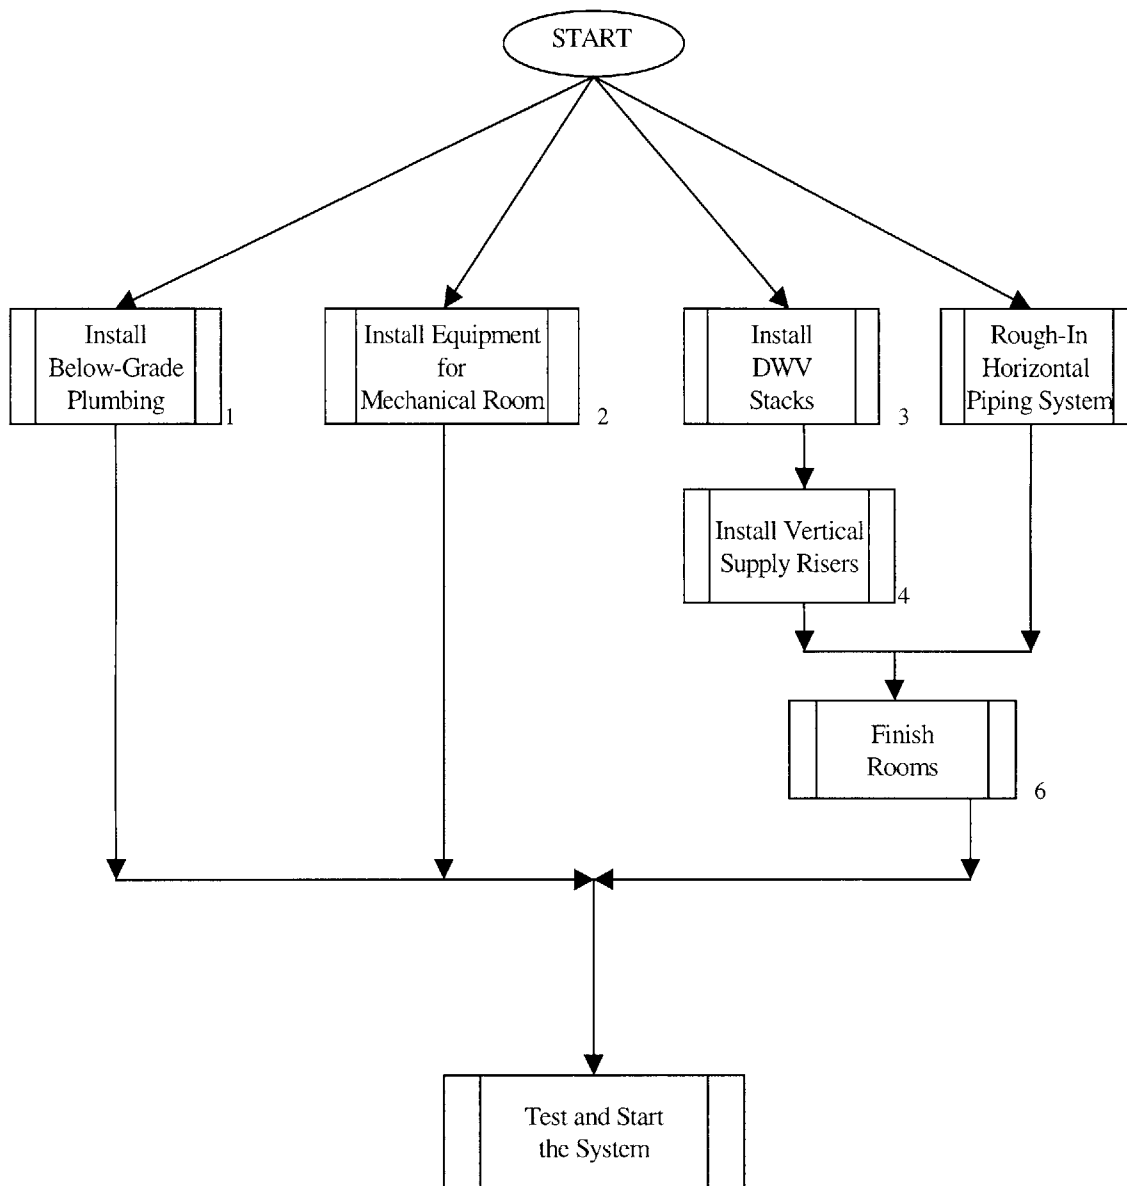 START
Install
Below-Grade
Plumbing
1
Install Equipment
for
Mechanical Room
2
Install
DWV
Stacks
3
Rough-In
Horizontal
Piping System
Install Vertical
Supply Risers
4
Finish
Rooms
6
Test and Start
the System